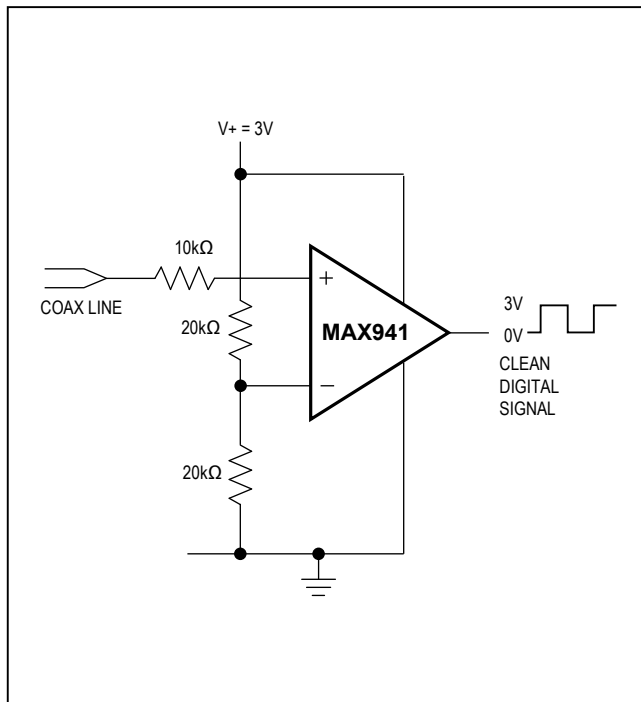 V+ = 3V
10kΩ
+
COAX LINE
20kΩ
MAX941
3V
0V
−
CLEAN
DIGITAL
SIGNAL
20kΩ